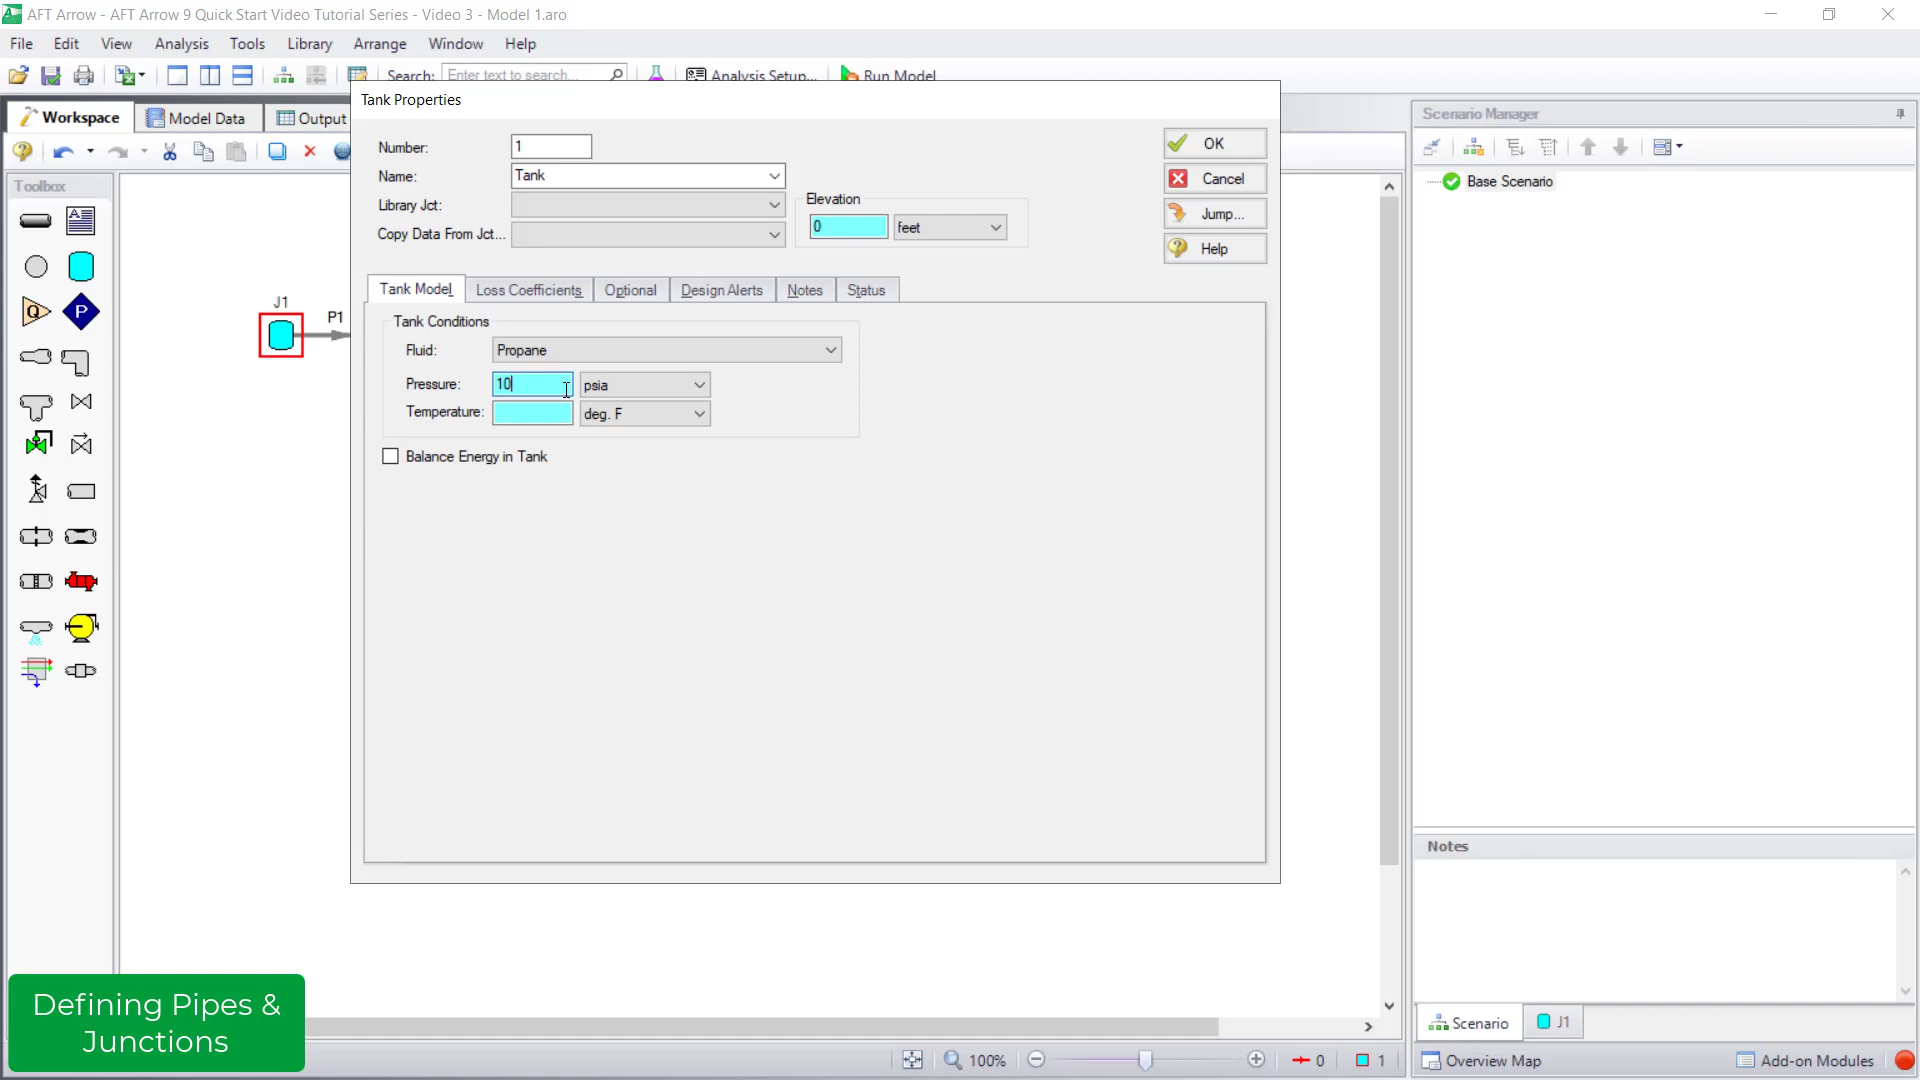 AFT Arrow - AFT Arrow 9 Quick Start Video Tutorial Series - Video 3 - Model 1.aro
File Edit View Analysis Tools Library Arrange Window Help
Search: Enter text to search... Analysis Setup... Run Model
Tank Properties
Workspace Model Data Output
Scenario Manager
Number: 1
OK
Name: Tank
Cancel
Toolbox
Base Scenario
Library Jct:
Elevation
Jump...
0 feet
Copy Data From Jct...
Help
Tank Model Loss Coefficients Optional Design Alerts Notes Status
J1
P1
Tank Conditions
Fluid: Propane
Pressure: 10 psia
Temperature: deg. F
Balance Energy in Tank
A
Q
P
Notes
Defining Pipes &
Junctions
Scenario J1
100% 0 1
Overview Map Add-on Modules